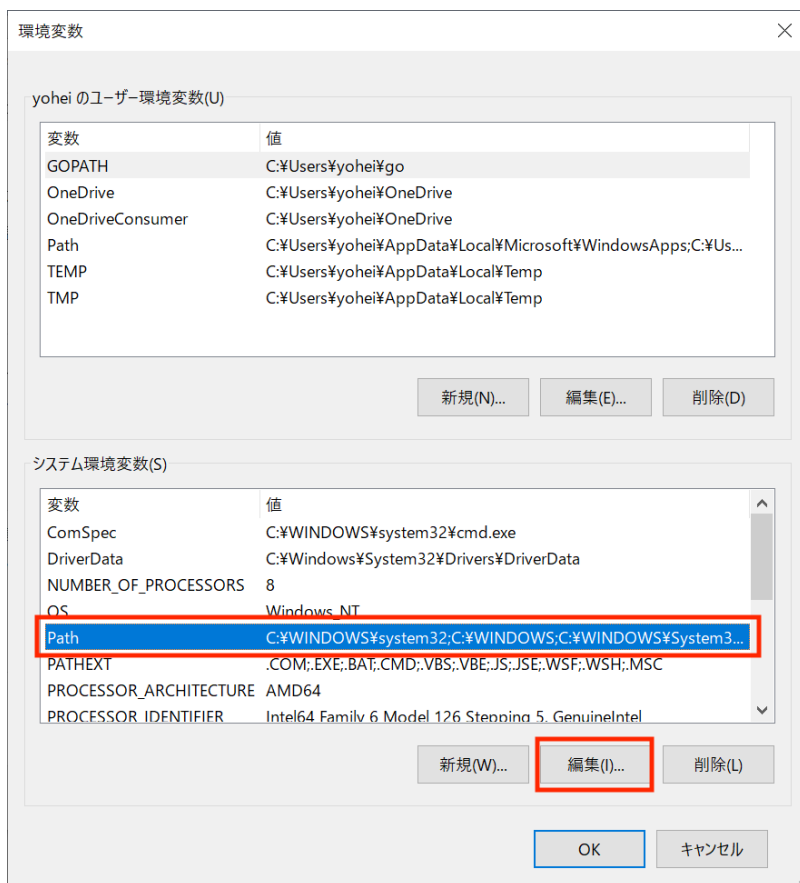 環境変数
yohei のユーザー環境変数(U)
変数 値
GOPATH C:¥Users¥yohei¥go
OneDrive C:¥Users¥yohei¥OneDrive
OneDriveConsumer C:¥Users¥yohei¥OneDrive
Path C:¥Users¥yohei¥AppData¥Local¥Microsoft¥WindowsApps;C:¥Us...
TEMP C:¥Users¥yohei¥AppData¥Local¥Temp
TMP C:¥Users¥yohei¥AppData¥Local¥Temp
新規(N)... 編集(E)... 削除(D)
システム環境変数(S)
変数 値
ComSpec C:¥WINDOWS¥system32¥cmd.exe
DriverData C:¥Windows¥System32¥Drivers¥DriverData
NUMBER_OF_PROCESSORS 8
OS Windows_NT
Path C:¥WINDOWS¥system32;C:¥WINDOWS;C:¥WINDOWS¥System3...
PATHEXT .COM;.EXE;.BAT;.CMD;.VBS;.VBE;.JS;.JSE;.WSF;.WSH;.MSC
PROCESSOR_ARCHITECTURE AMD64
PROCESSOR_IDENTIFIER Intel64 Family 6 Model 126 Stepping 5, GenuineIntel
新規(W)... 編集(I)... 削除(L)
OK キャンセル